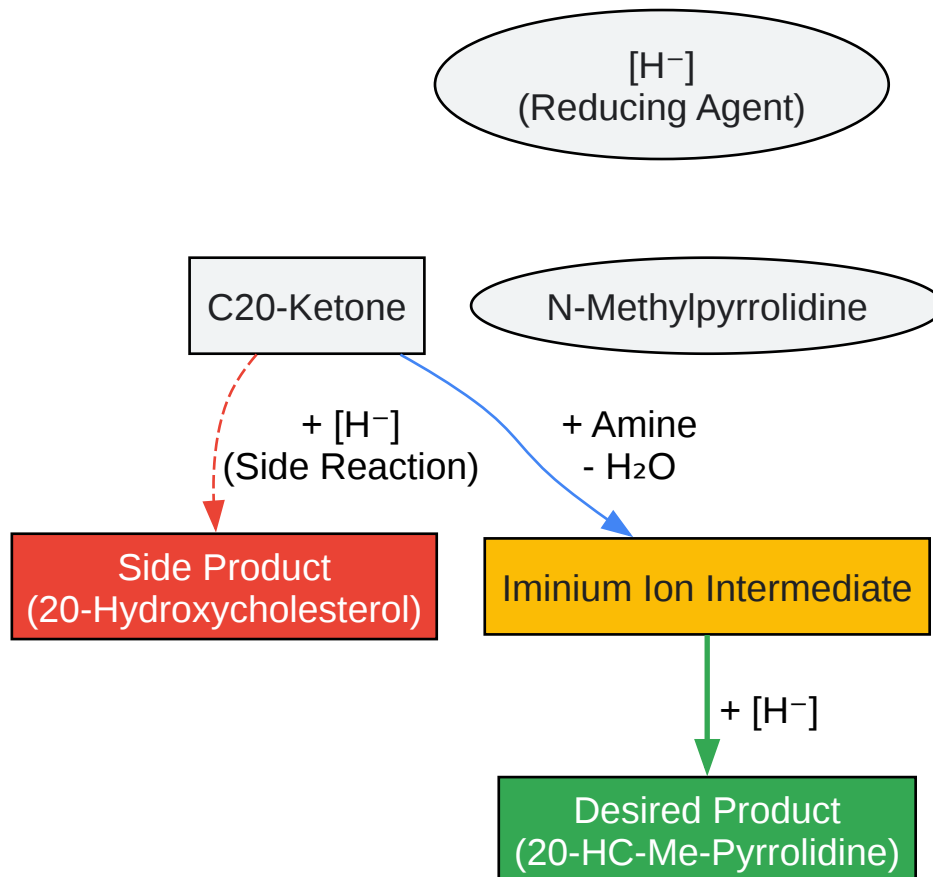 [H⁻]
(Reducing Agent)
C20-Ketone
N-Methylpyrrolidine
+ [H⁻]
(Side Reaction)
+ Amine
- H₂O
Side Product
(20-Hydroxycholesterol)
Iminium Ion Intermediate
+ [H⁻]
Desired Product
(20-HC-Me-Pyrrolidine)